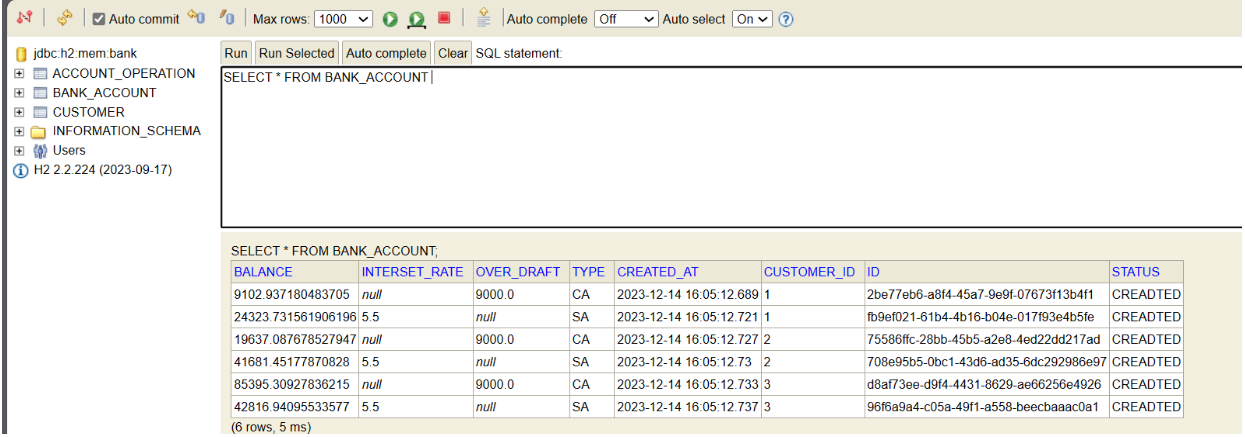 Auto commit Max rows: 1000 Auto complete Off Auto select On
jdbc:h2:mem:bank
ACCOUNT_OPERATION
BANK_ACCOUNT
CUSTOMER
INFORMATION_SCHEMA
Users
H2 2.2.224 (2023-09-17)
Run Run Selected Auto complete Clear SQL statement:
SELECT * FROM BANK_ACCOUNT
SELECT * FROM BANK_ACCOUNT;
BALANCE INTERSET_RATE OVER_DRAFT TYPE CREATED_AT CUSTOMER_ID ID STATUS
9102.937180483705 null 9000.0 CA 2023-12-14 16:05:12.689 1 2be77eb6-a8f4-45a7-9e9f-07673f13b4f1 CREADTED
24323.731561906196 5.5 null SA 2023-12-14 16:05:12.721 1 fb9ef021-61b4-4b16-b04e-017f93e4b5fe CREADTED
19637.087678527947 null 9000.0 CA 2023-12-14 16:05:12.727 2 75586ffc-28bb-45b5-a2e8-4ed22dd217ad CREADTED
41681.45177870828 5.5 null SA 2023-12-14 16:05:12.73 2 708e95b5-0bc1-43d6-ad35-6dc292986e97 CREADTED
85395.30927836215 null 9000.0 CA 2023-12-14 16:05:12.733 3 d8af73ee-d9f4-4431-8629-ae66256e4926 CREADTED
42816.94095533577 5.5 null SA 2023-12-14 16:05:12.737 3 96f6a9a4-c05a-49f1-a558-beecbaaac0a1 CREADTED
(6 rows, 5 ms)